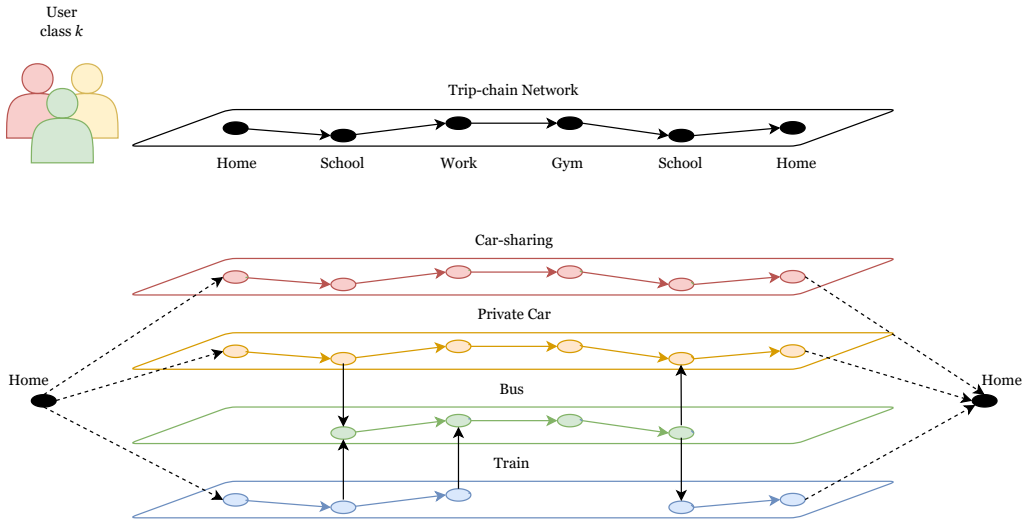 User
class k
Trip-chain Network
Home
School
Work
Gym
School
Home
Car-sharing
Private Car
Home
Home
Bus
Train